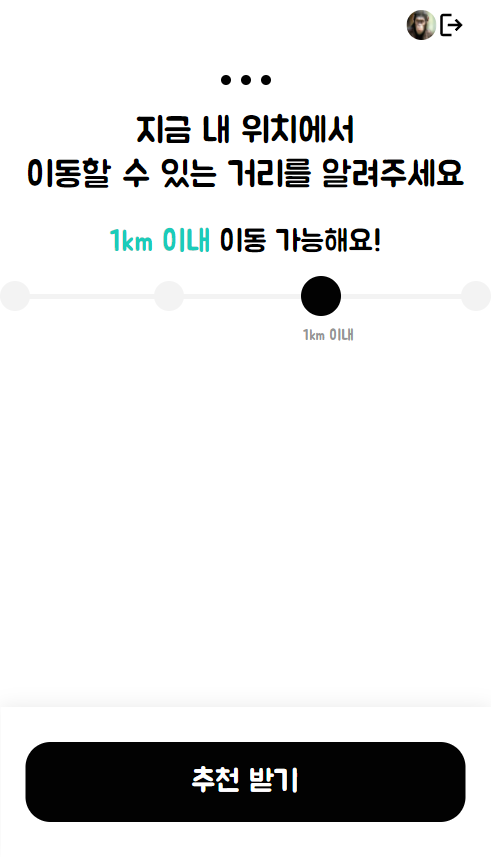 지금 내 위치에서
이동할 수 있는 거리를 알려주세요
1km 이내 이동 가능해요!
1km 이내
추천 받기